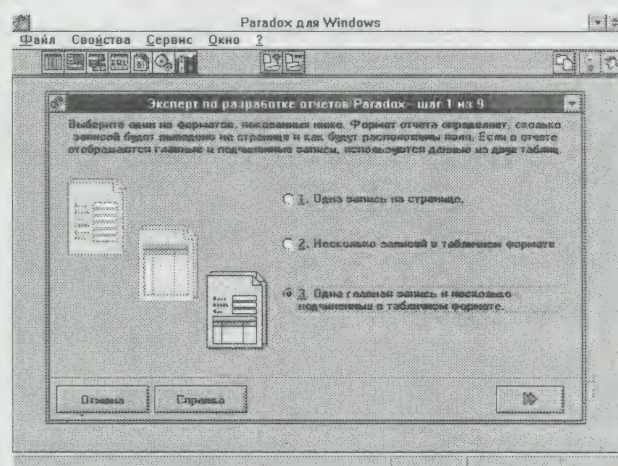 Paradox для Windows
Файл Свойства Сервис Окно ?
SQL
Эксперт по разработке отчетов Paradox - шаг 1 из 9
Выберите один из форматов, показанных ниже. Формат отчета определяет, сколько
записей будет выведено на странице и как будут расположены поля. Если в отчете
отображаются главные и подчиненные записи, используются данные из двух таблиц.
1. Одна запись на странице.
2. Несколько записей в табличном формате
3. Одна главная запись и несколько
подчиненных в табличном формате.
Отмена Справка